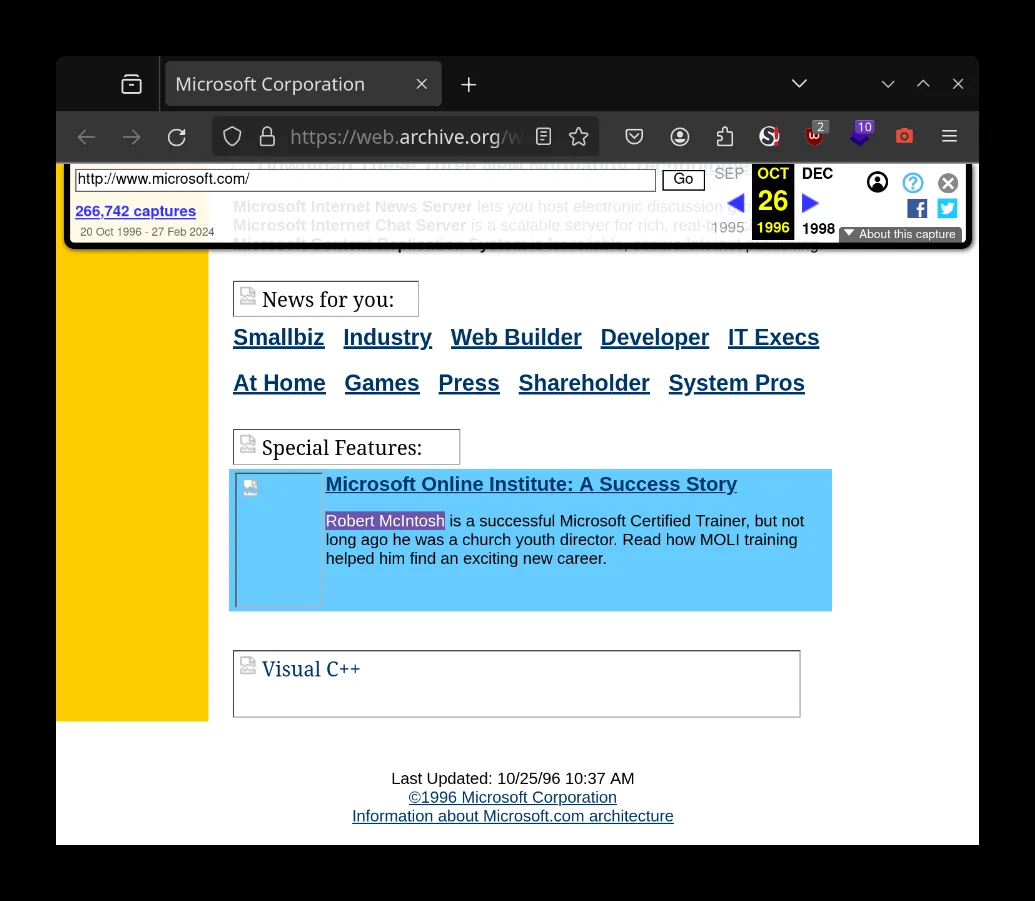 Microsoft Corporation
https://web.archive.org/w
2
10
http://www.microsoft.com/
Go
SEP
OCT
DEC
26
1995
1996
1998
266,742 captures
20 Oct 1996 - 27 Feb 2024
About this capture
Microsoft Internet News Server lets you host electronic discussion
Microsoft Internet Chat Server is a scalable server for rich, real-
News for you:
Smallbiz Industry Web Builder Developer IT Execs
At Home Games Press Shareholder System Pros
Special Features:
Microsoft Online Institute: A Success Story
Robert McIntosh is a successful Microsoft Certified Trainer, but not
long ago he was a church youth director. Read how MOLI training
helped him find an exciting new career.
Visual C++
Last Updated: 10/25/96 10:37 AM
©1996 Microsoft Corporation
Information about Microsoft.com architecture